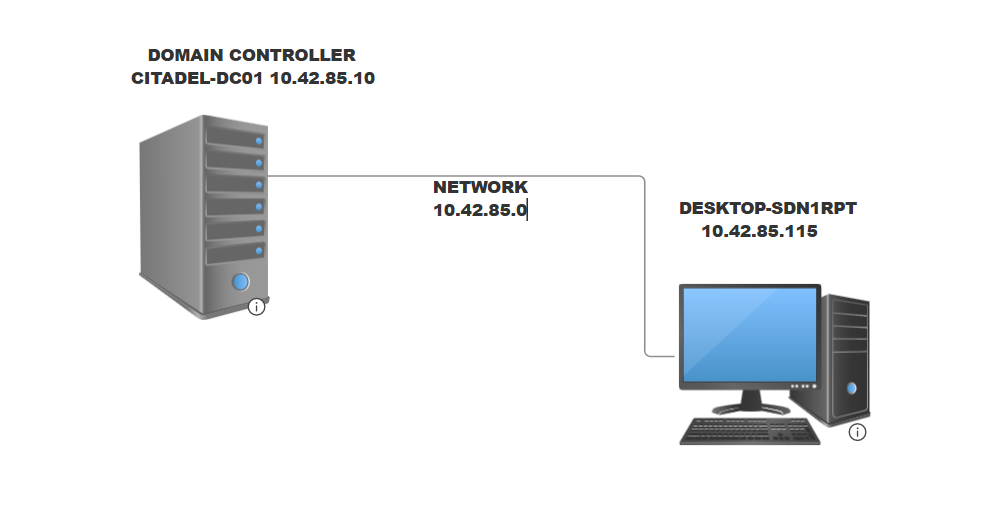 DOMAIN CONTROLLER
CITADEL-DC01 10.42.85.10
NETWORK
10.42.85.0
DESKTOP-SDN1RPT
10.42.85.115